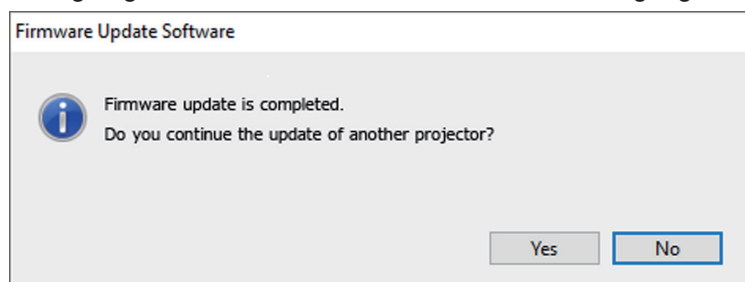 Firmware Update Software
Firmware update is completed.
Do you continue the update of another projector?
Yes No